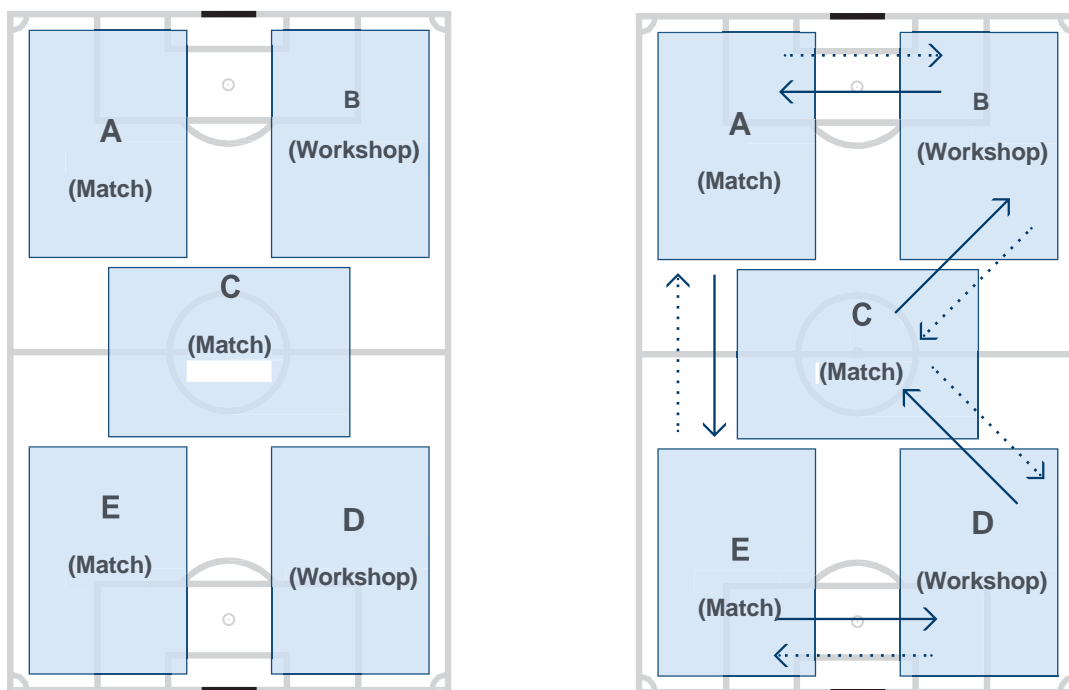 A
(Match)
B
(Workshop)
C
(Match)
E
(Match)
D
(Workshop)
A
(Match)
B
(Workshop)
C
(Match)
E
(Match)
D
(Workshop)